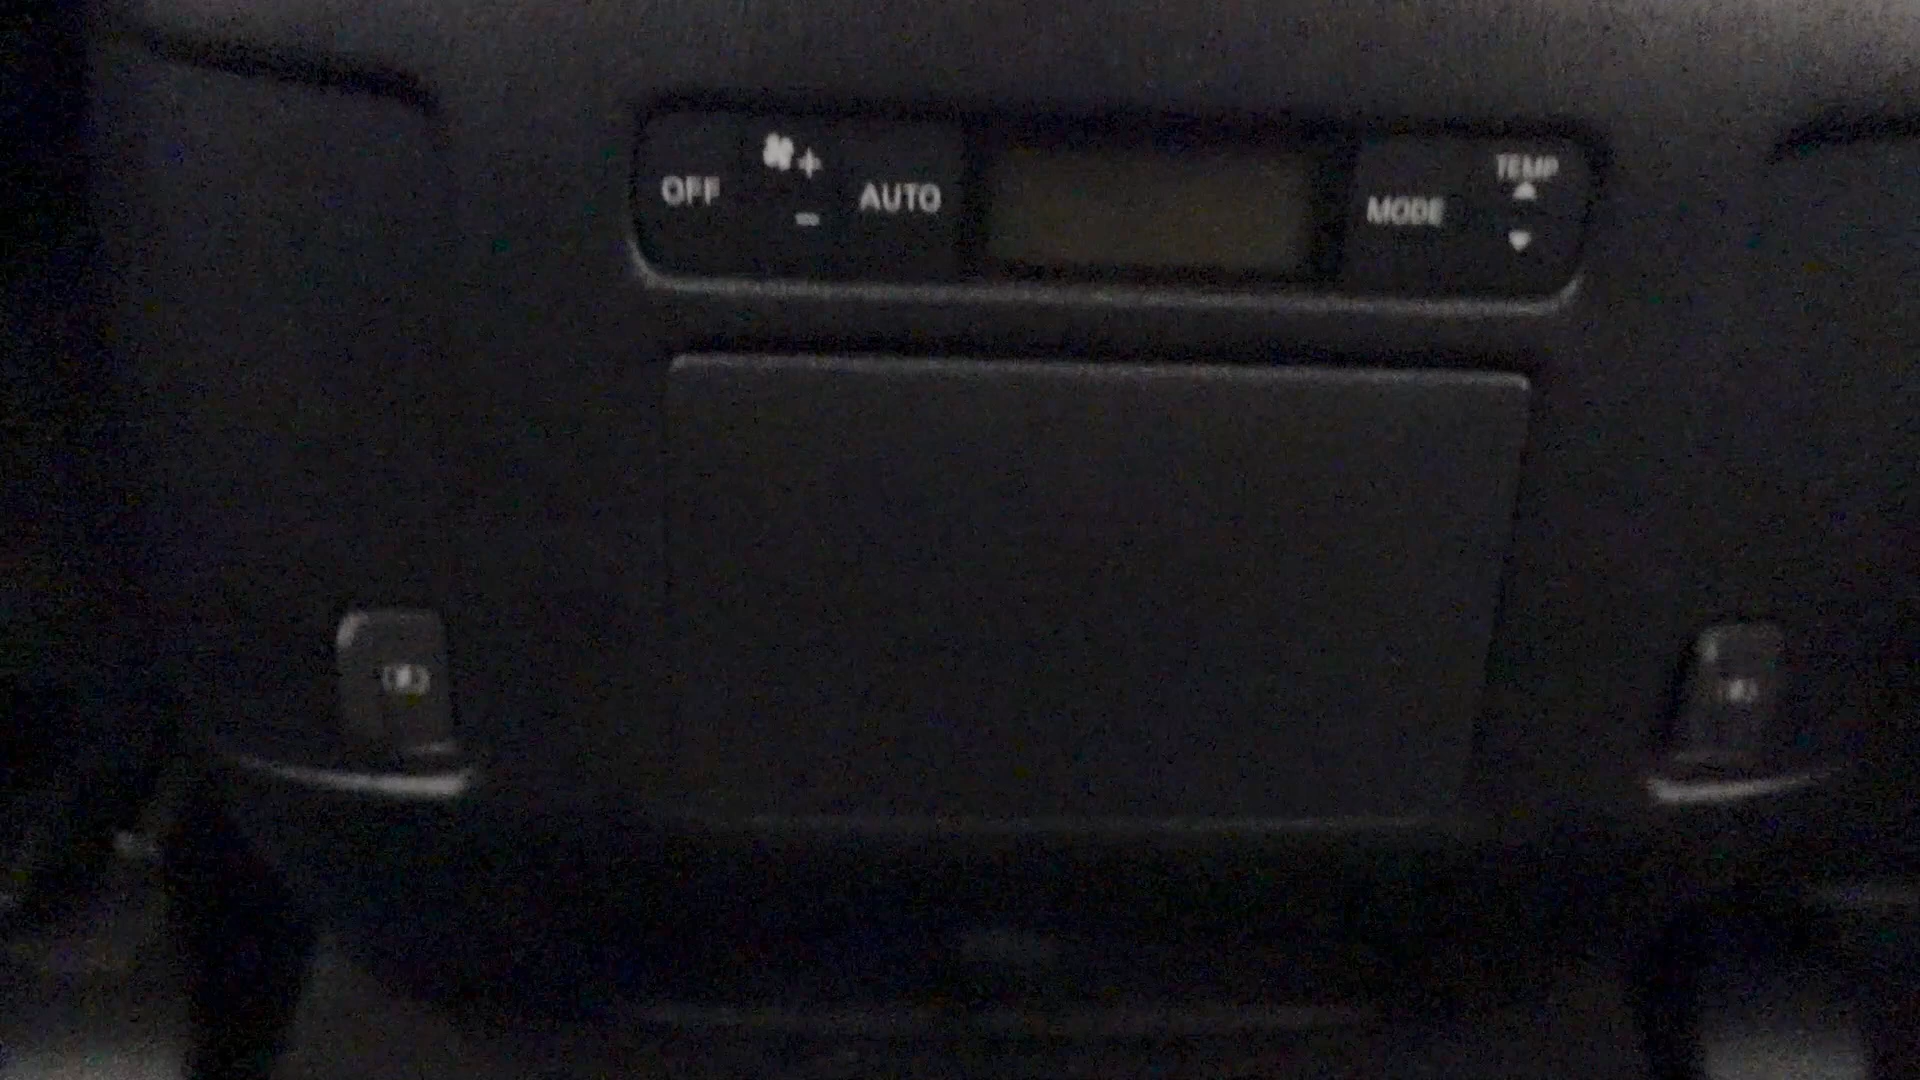 OFF
+
-
AUTO
MODE
TEMP